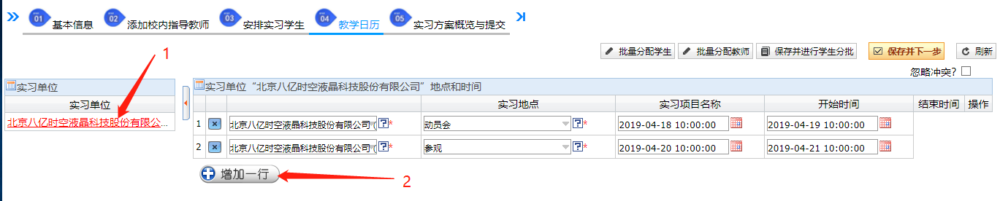 01 基本信息 02 添加校内指导教师 03 安排实习学生 04 教学日历 05 实习方案概览与提交
1
批量分配学生 批量分配教师 保存并进行学生分批 保存并下一步 刷新
忽略冲突？
实习单位
实习单位
北京八亿时空液晶科技股份有限公...
实习单位“北京八亿时空液晶科技股份有限公司”地点和时间
实习地点 实习项目名称 开始时间 结束时间 操作
1 北京八亿时空液晶科技股份有限公司 ( ?* 动员会 ?* 2019-04-18 10:00:00 2019-04-19 10:00:00
2 北京八亿时空液晶科技股份有限公司 ( ?* 参观 ?* 2019-04-20 10:00:00 2019-04-21 10:00:00
增加一行
2